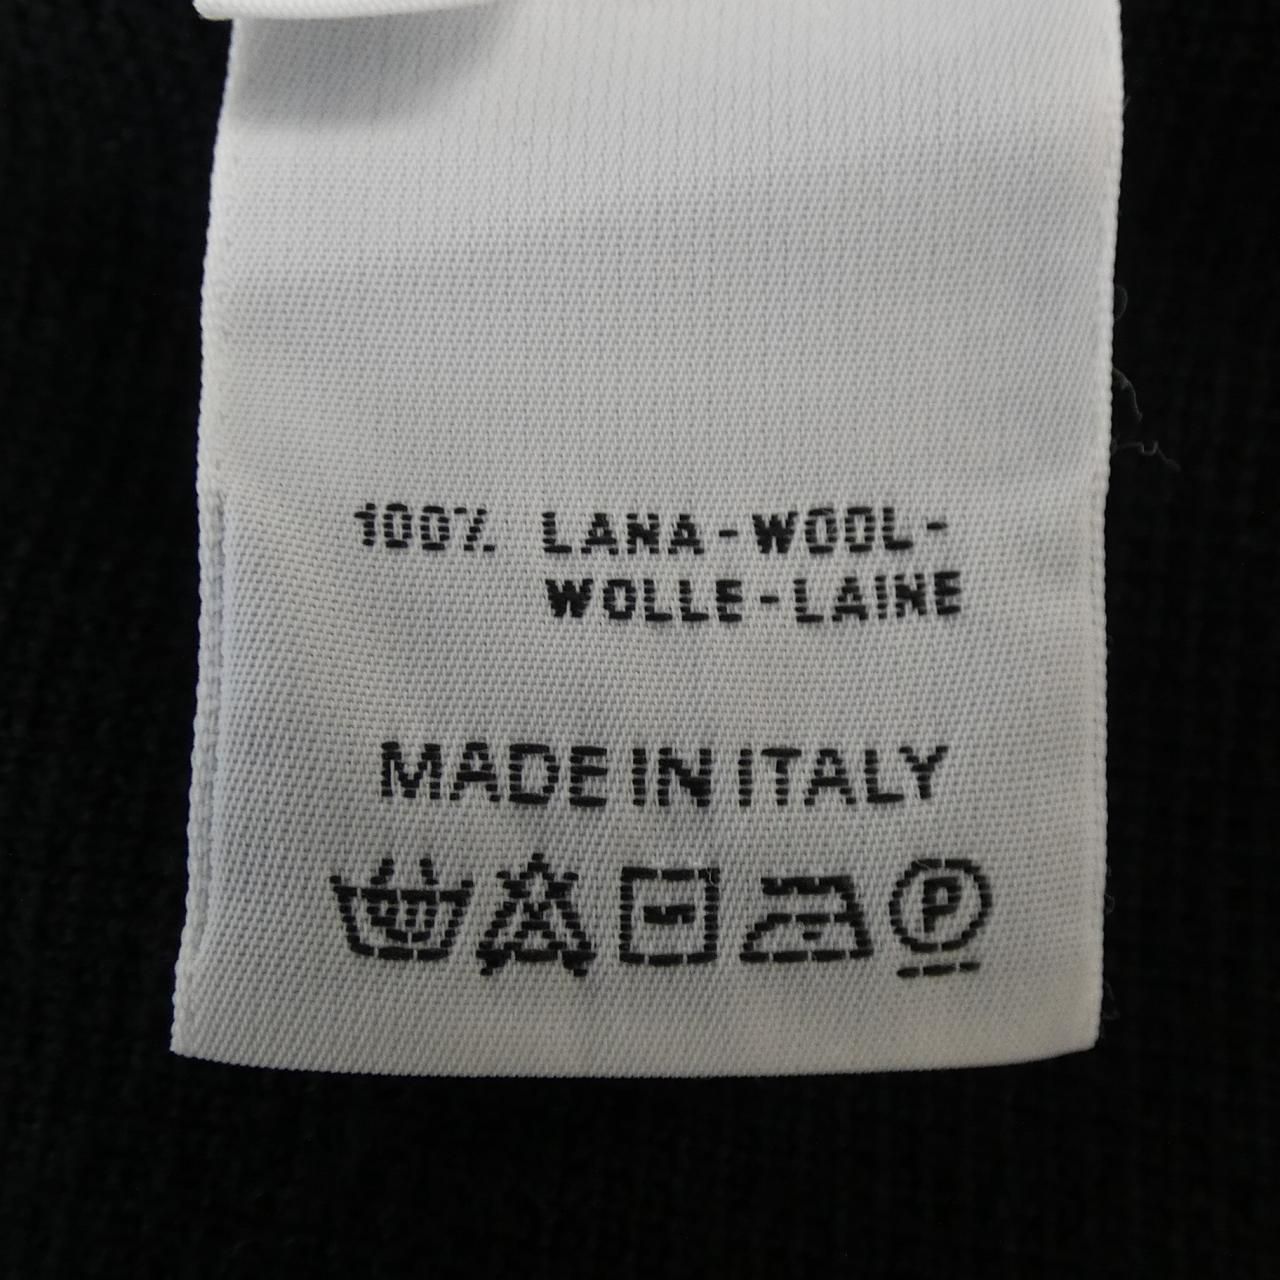 100% LANA-WOOL-
WOLLE-LAINE
MADE IN ITALY
P